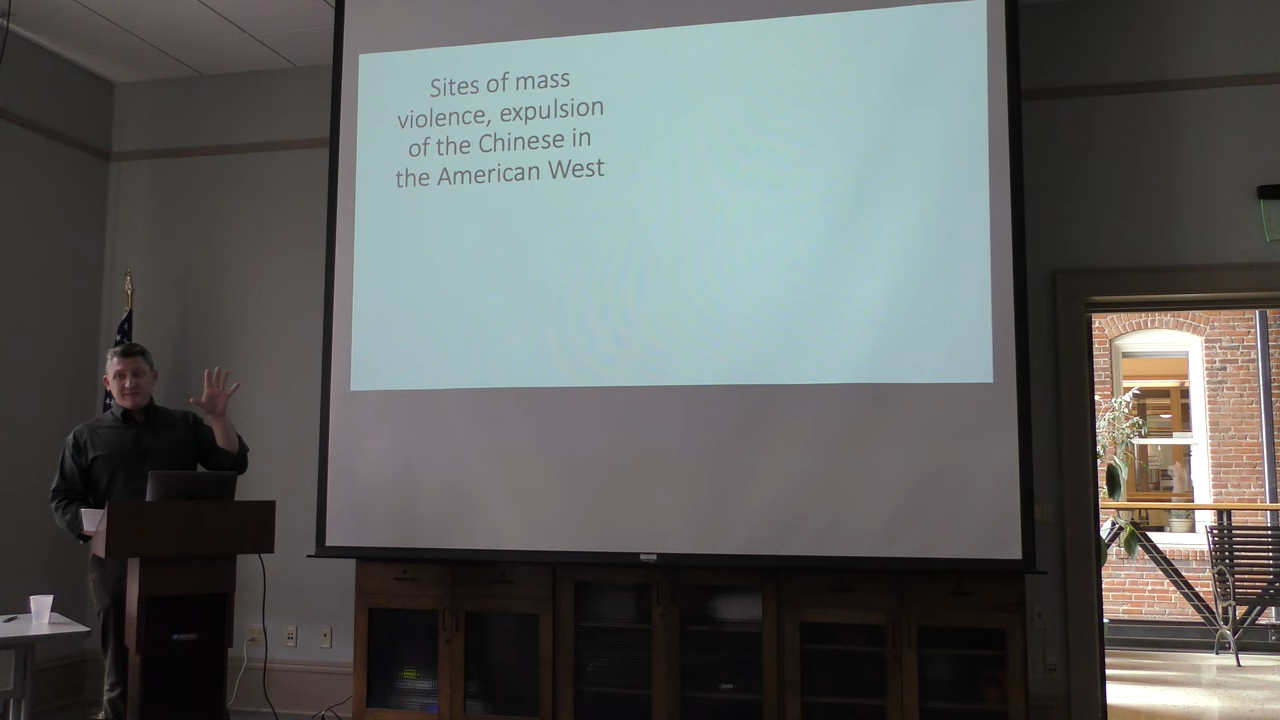 Sites of mass
violence, expulsion
of the Chinese in
the American West